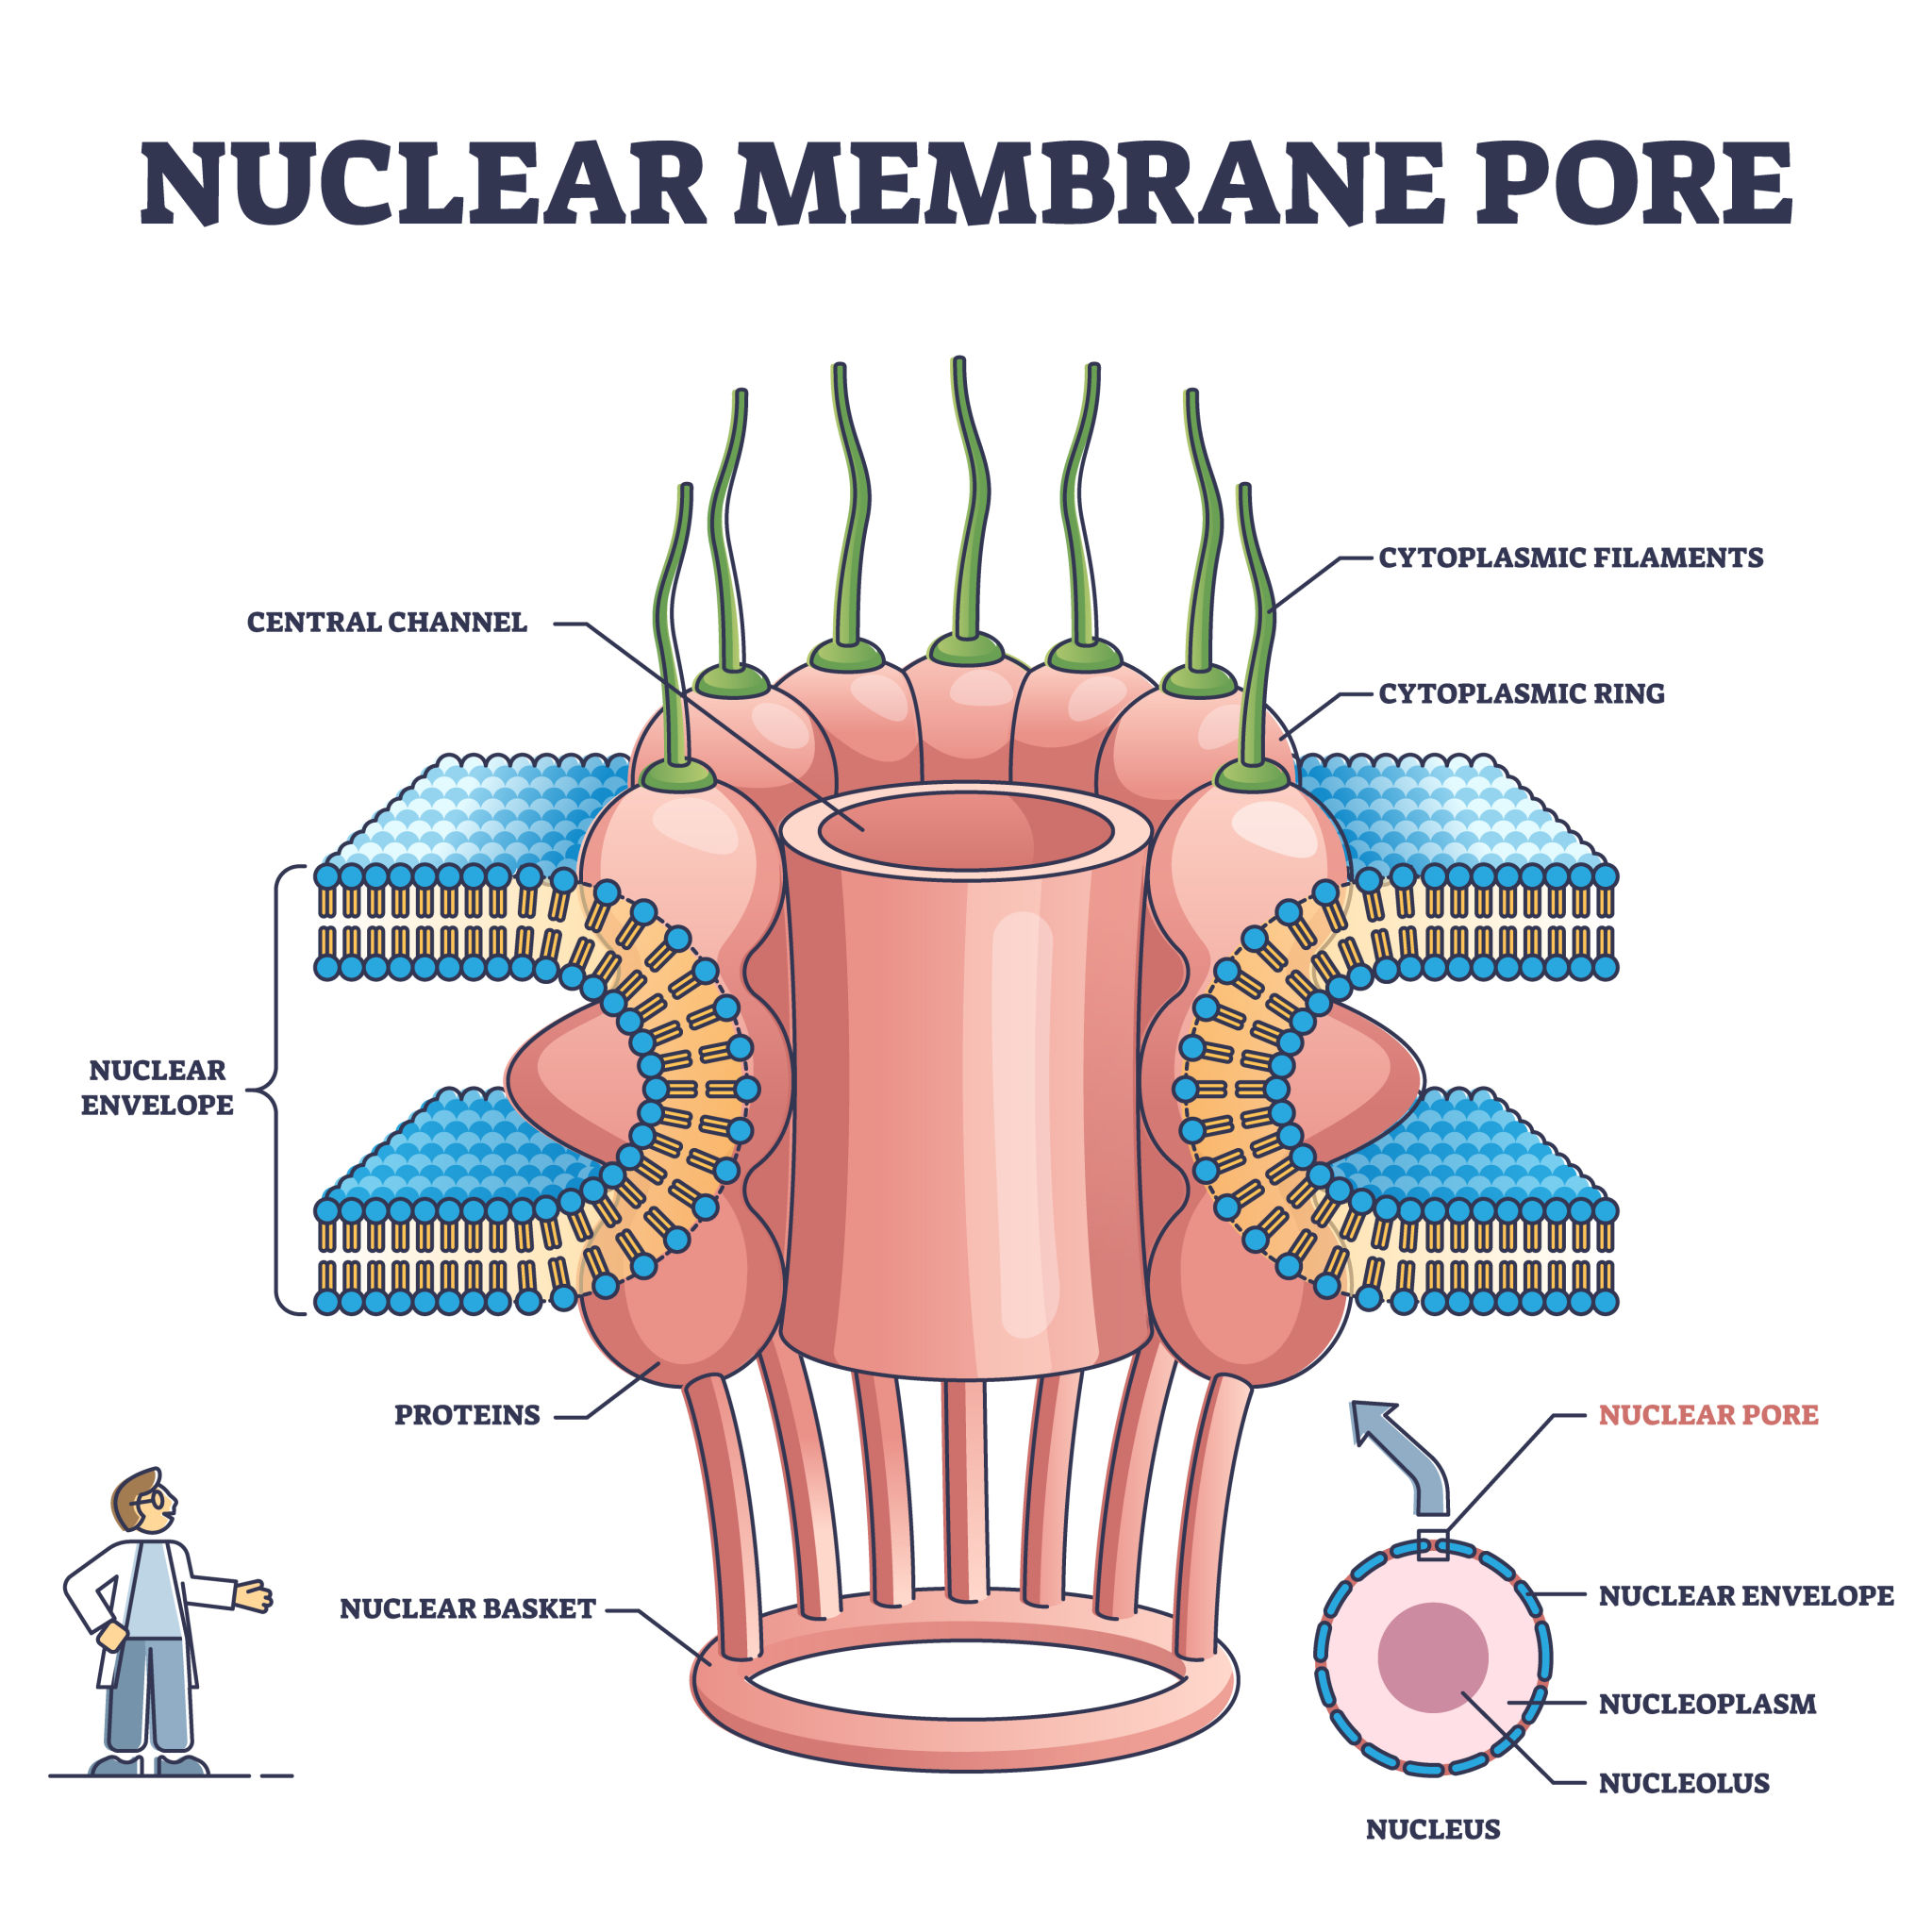 NUCLEAR MEMBRANE PORE
CYTOPLASMIC FILAMENTS
CENTRAL CHANNEL
CYTOPLASMIC RING
NUCLEAR
ENVELOPE
PROTEINS
NUCLEAR PORE
NUCLEAR ENVELOPE
NUCLEAR BASKET
NUCLEOPLASM
NUCLEOLUS
NUCLEUS